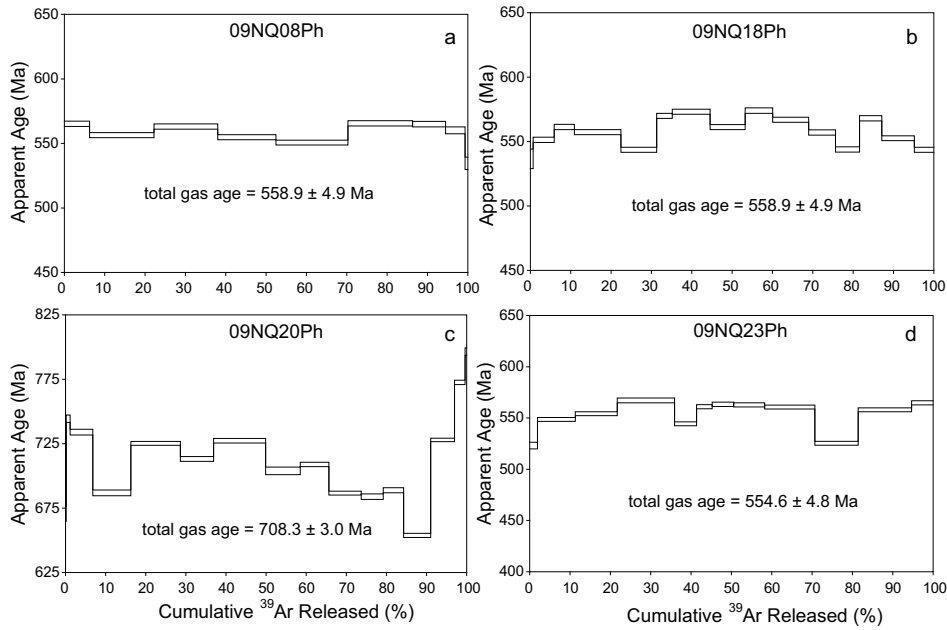 09NQ08Ph
a
Apparent Age (Ma)
650
600
550
500
450
total gas age = 558.9 ± 4.9 Ma
0 10 20 30 40 50 60 70 80 90 100
09NQ18Ph
b
Apparent Age (Ma)
650
600
550
500
450
total gas age = 558.9 ± 4.9 Ma
0 10 20 30 40 50 60 70 80 90 100
09NQ20Ph
c
Apparent Age (Ma)
825
775
725
675
625
total gas age = 708.3 ± 3.0 Ma
0 10 20 30 40 50 60 70 80 90 100
Cumulative ³⁹Ar Released (%)
09NQ23Ph
d
Apparent Age (Ma)
650
600
550
500
450
400
total gas age = 554.6 ± 4.8 Ma
0 10 20 30 40 50 60 70 80 90 100
Cumulative ³⁹Ar Released (%)